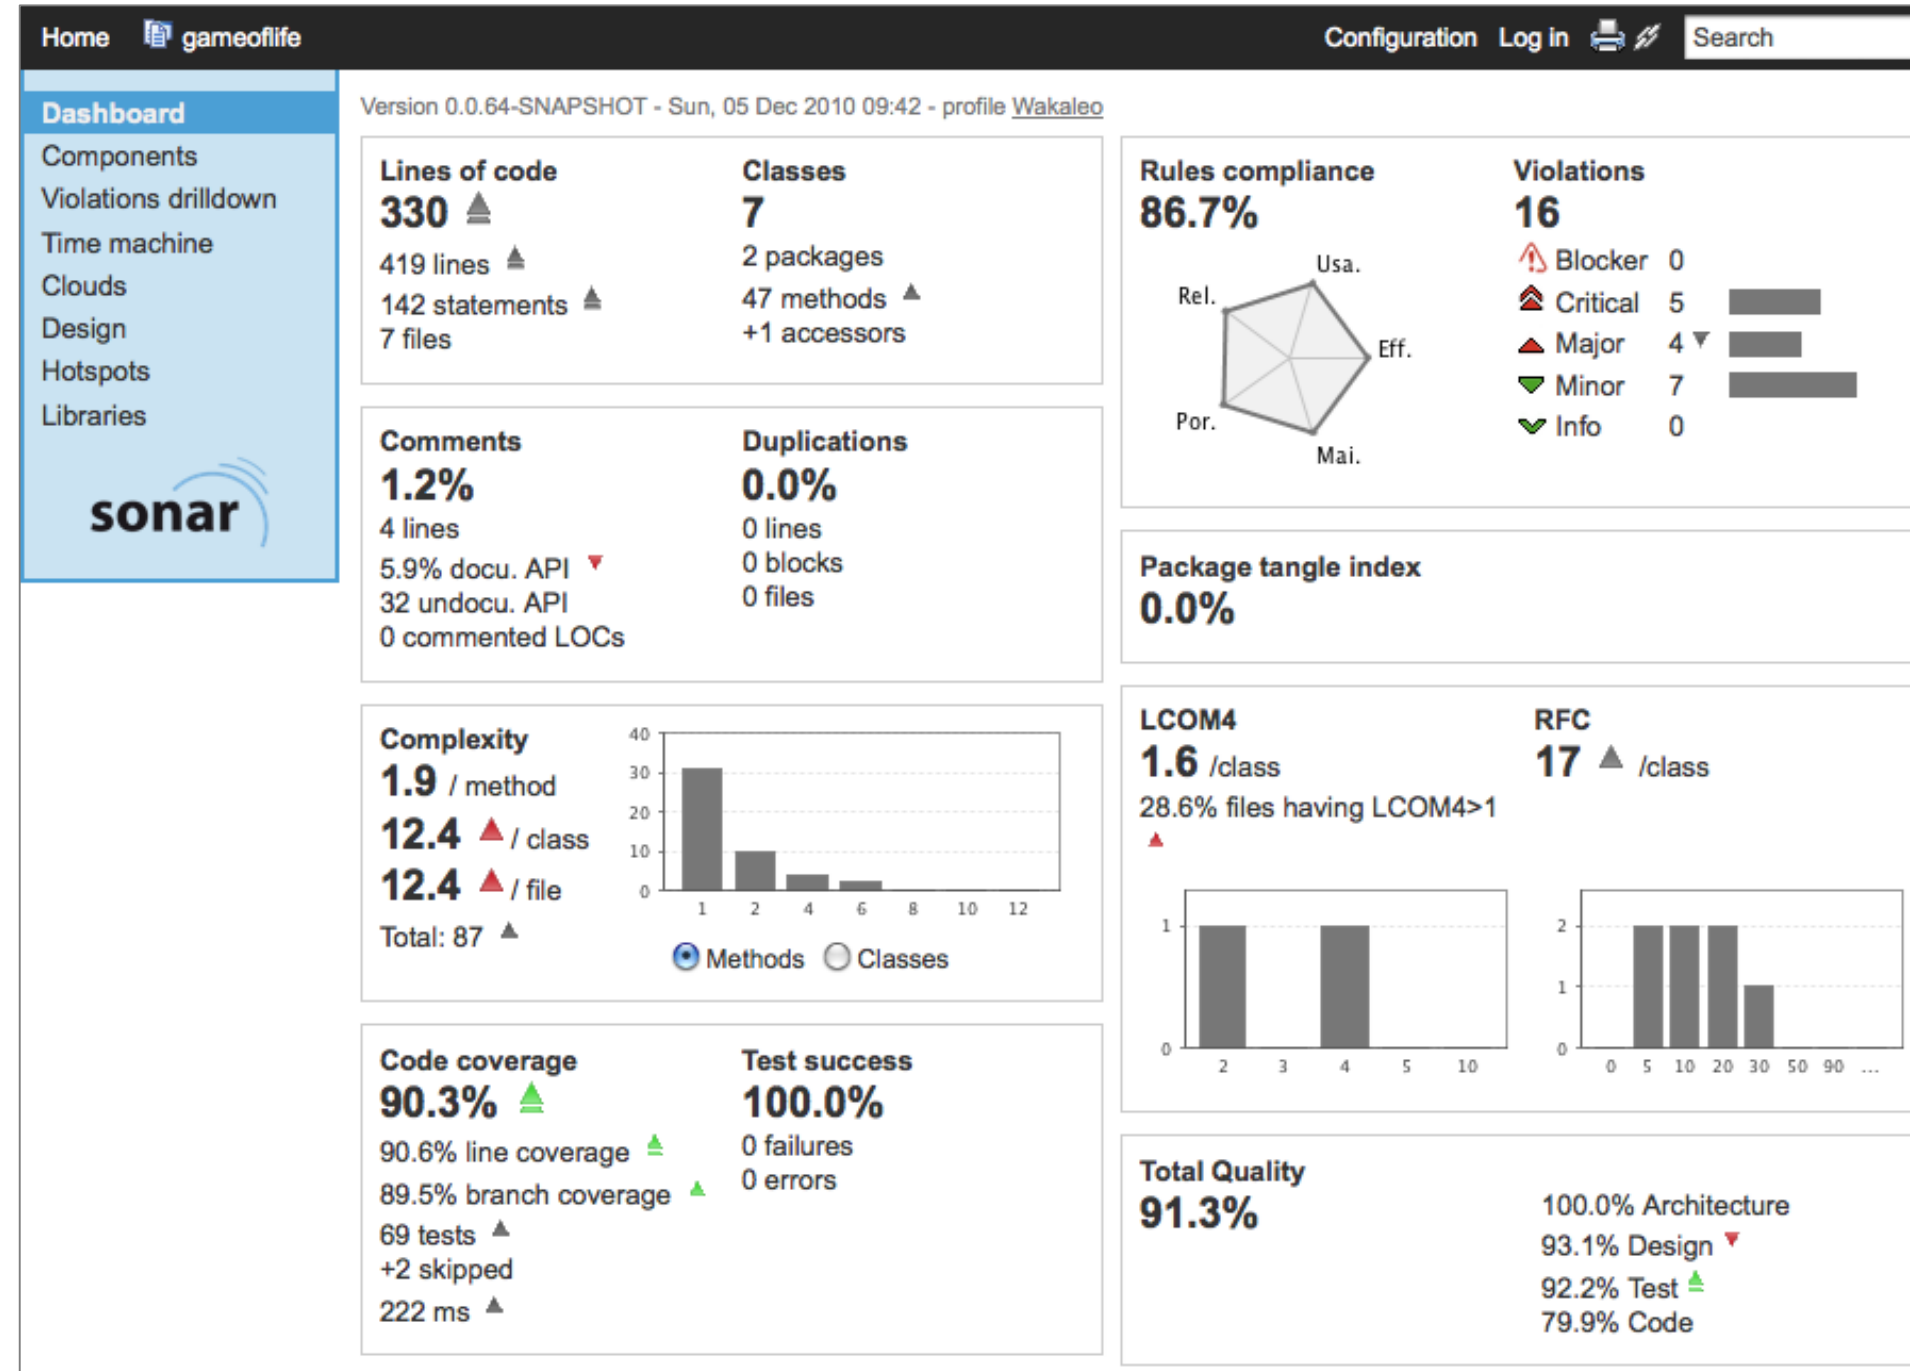 Home gameoflife Configuration Log in Search
Dashboard
Components
Violations drilldown
Time machine
Clouds
Design
Hotspots
Libraries
sonar
Version 0.0.64-SNAPSHOT - Sun, 05 Dec 2010 09:42 - profile Wakaleo
Lines of code
330
419 lines
142 statements
7 files
Classes
7
2 packages
47 methods
+1 accessors
Comments
1.2%
4 lines
5.9% docu. API
32 undocu. API
0 commented LOCs
Duplications
0.0%
0 lines
0 blocks
0 files
Complexity
1.9 / method
12.4 / class
12.4 / file
Total: 87
40
30
20
10
0
1 2 4 6 8 10 12
Methods Classes
Code coverage
90.3%
90.6% line coverage
89.5% branch coverage
69 tests
+2 skipped
222 ms
Test success
100.0%
0 failures
0 errors
Rules compliance
86.7%
Usa.
Rel.
Eff.
Por.
Mai.
Violations
16
Blocker 0
Critical 5
Major 4
Minor 7
Info 0
Package tangle index
0.0%
LCOM4
1.6 /class
28.6% files having LCOM4>1
1
0
2 3 4 5 10
RFC
17 /class
2
1
0
0 5 10 20 30 50 90 ...
Total Quality
91.3%
100.0% Architecture
93.1% Design
92.2% Test
79.9% Code